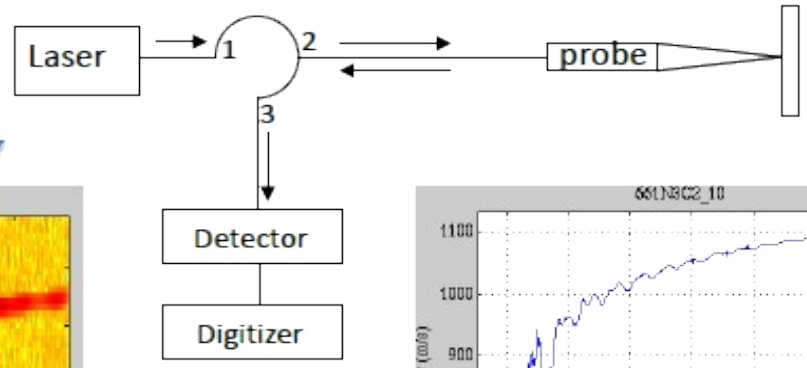 Laser
1
2
probe
3
Detector
Digitizer
1100
1000
900
(m/s)